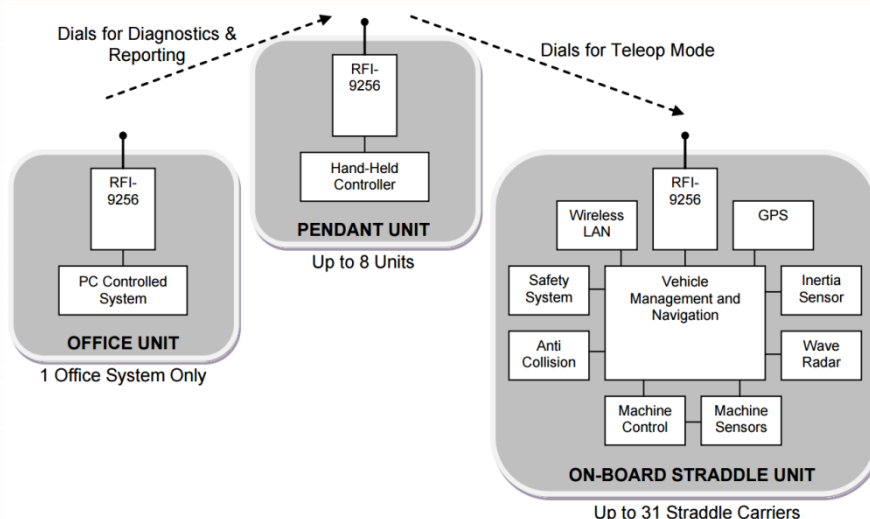 Dials for Diagnostics &
Reporting
Dials for Teleop Mode
RFI-
9256
PC Controlled
System
OFFICE UNIT
1 Office System Only
RFI-
9256
Hand-Held
Controller
PENDANT UNIT
Up to 8 Units
RFI-
9256
Wireless
LAN
GPS
Safety
System
Vehicle
Management and
Navigation
Inertia
Sensor
Anti
Collision
Wave
Radar
Machine
Control
Machine
Sensors
ON-BOARD STRADDLE UNIT
Up to 31 Straddle Carriers